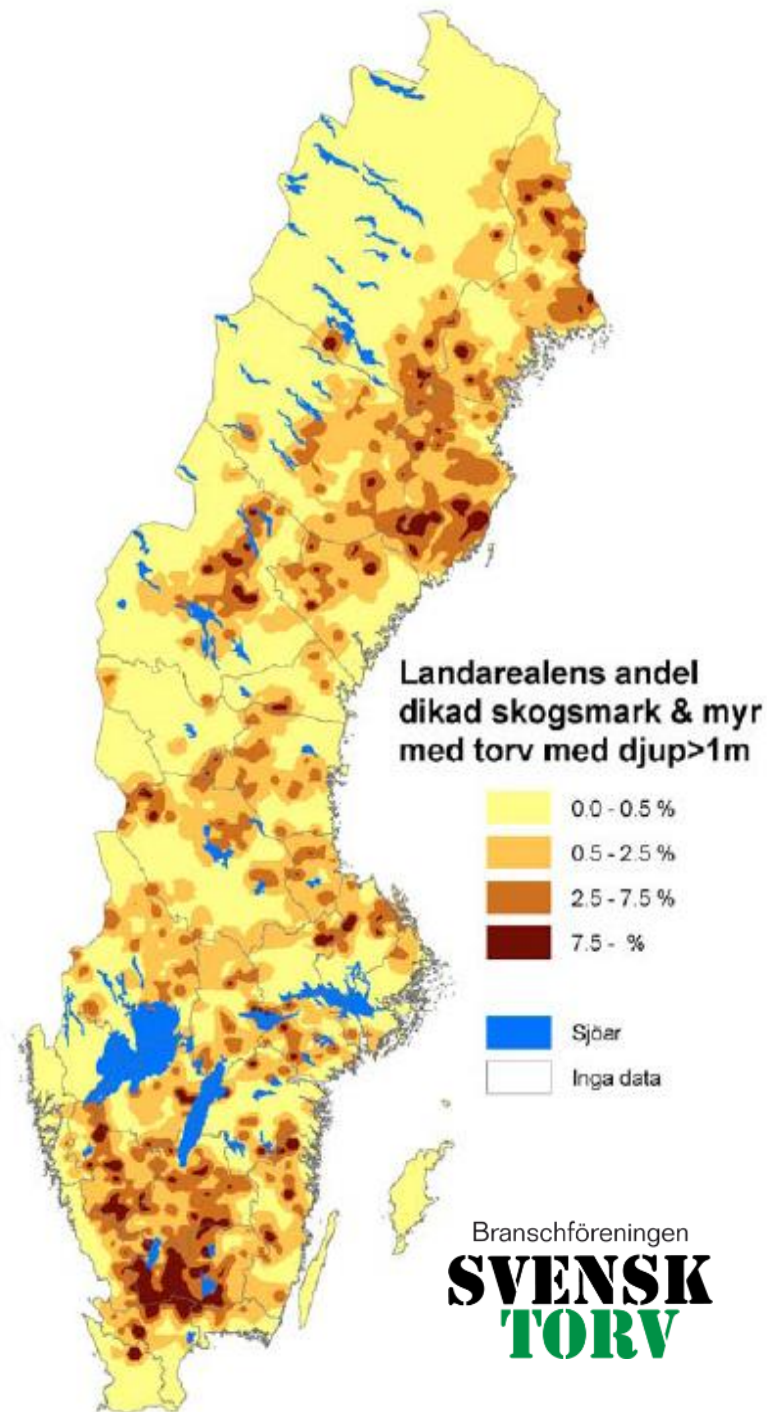 Landarealens andel
dikad skogsmark & myr
med torv med djup>1m
0.0 - 0.5 %
0.5 - 2.5 %
2.5 - 7.5 %
7.5 - %
Sjöar
Inga data
Branschföreningen
SVENSK
TORV